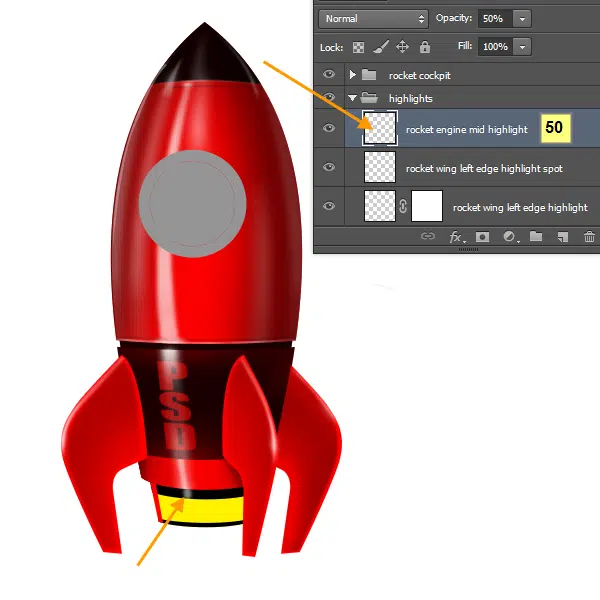 Normal Opacity: 50%
Lock: Fill: 100%
rocket cockpit
highlights
rocket engine mid highlight 50
rocket wing left edge highlight spot
rocket wing left edge highlight
fx
PSD